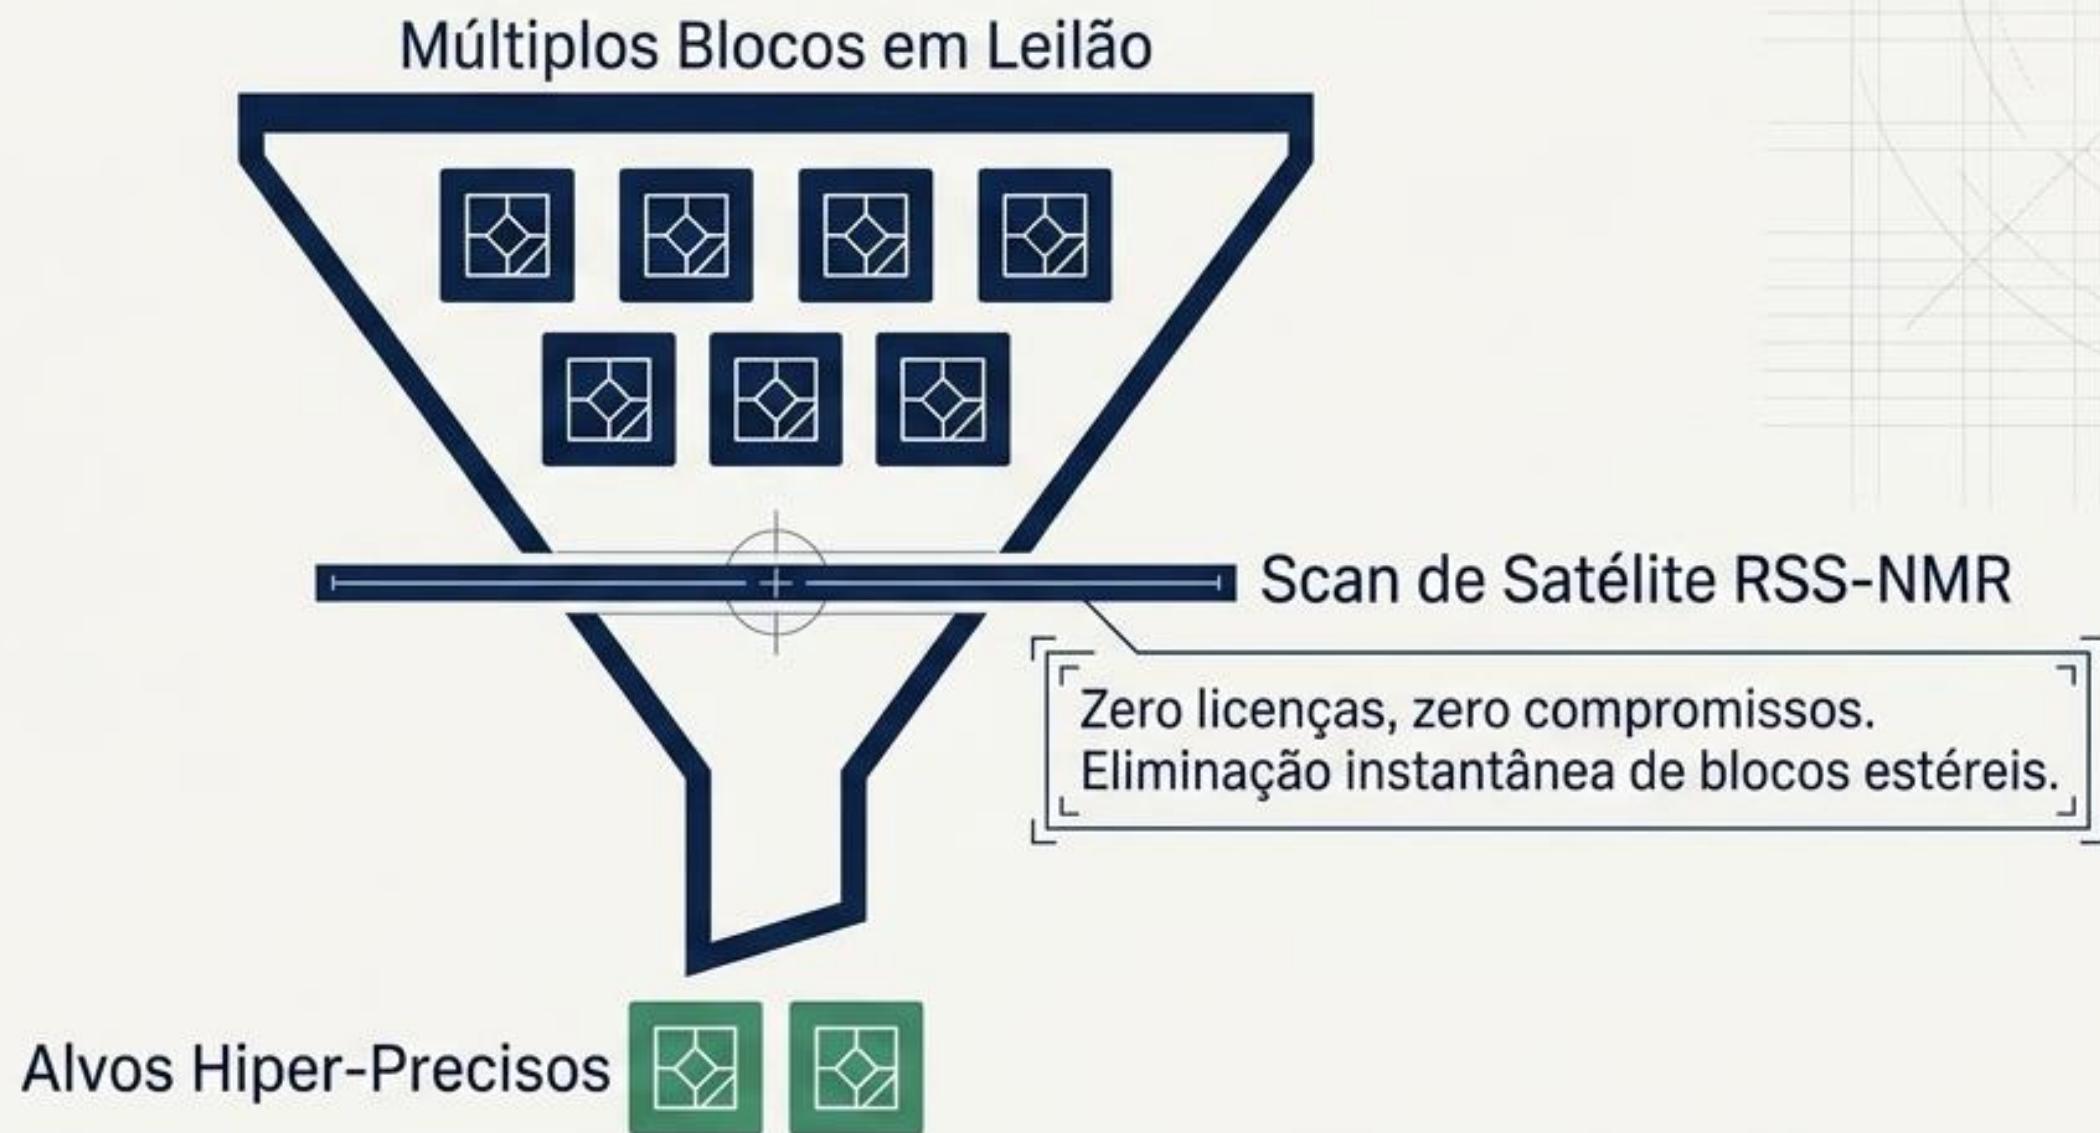 Múltiplos Blocos em Leilão
Scan de Satélite RSS-NMR
Zero licenças, zero compromissos.
Eliminação instantânea de blocos estéreis.
Alvos Hiper-Precisos